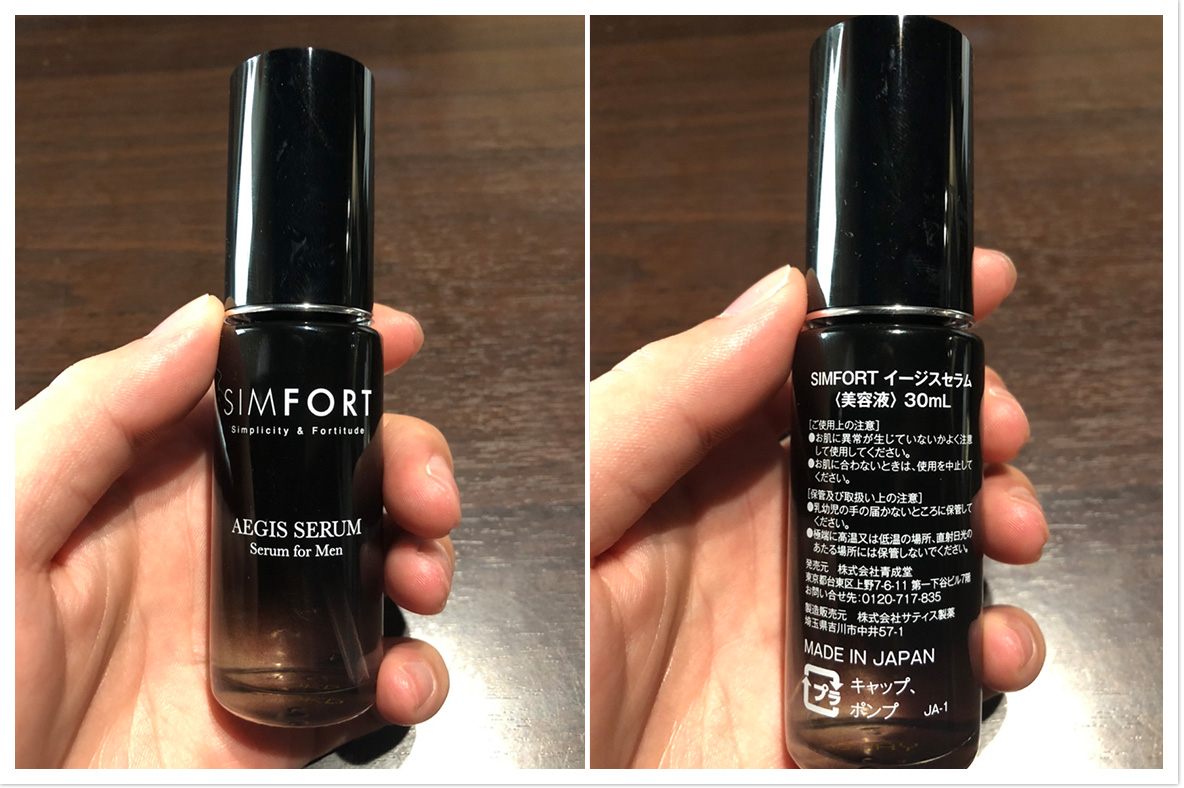 SIMFORT
Simplicity & Fortitude
AEGIS SERUM
Serum for Men
SIMFORT イージスセラム
〈美容液〉 30mL
[ご使用上の注意]
●お肌に異常が生じていないかよく注意
して使用してください。
●お肌に合わないときは、使用を中止して
ください。
[保管及び取扱い上の注意]
●乳幼児の手の届かないところに保管して
ください。
●極端に高温又は低温の場所、直射日光の
あたる場所には保管しないでください。
発売元 株式会社青成堂
東京都台東区上野7-6-11 第一下谷ビル7階
お問い合せ先:0120-717-835
製造販売元 株式会社サティス製薬
埼玉県吉川市中井57-1
MADE IN JAPAN
プラ
キャップ、
ポンプ JA-1